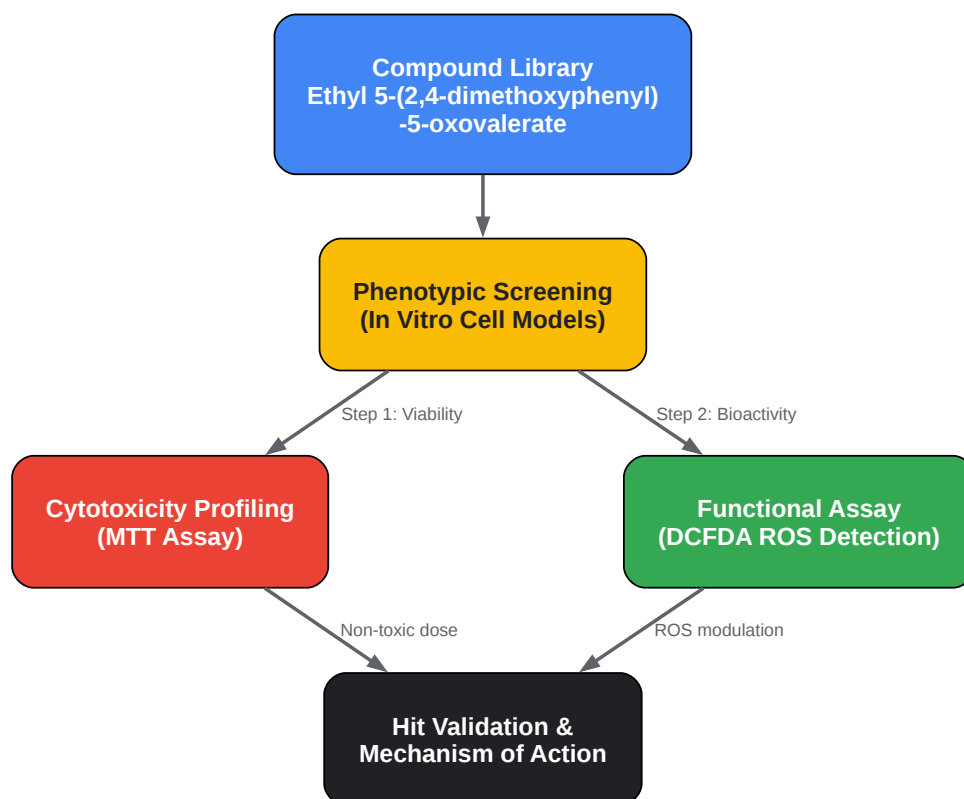 Compound Library
Ethyl 5-(2,4-dimethoxyphenyl)
-5-oxovalerate
Phenotypic Screening
(In Vitro Cell Models)
Step 1: Viability
Step 2: Bioactivity
Cytotoxicity Profiling
(MTT Assay)
Functional Assay
(DCFDA ROS Detection)
Non-toxic dose
ROS modulation
Hit Validation &
Mechanism of Action